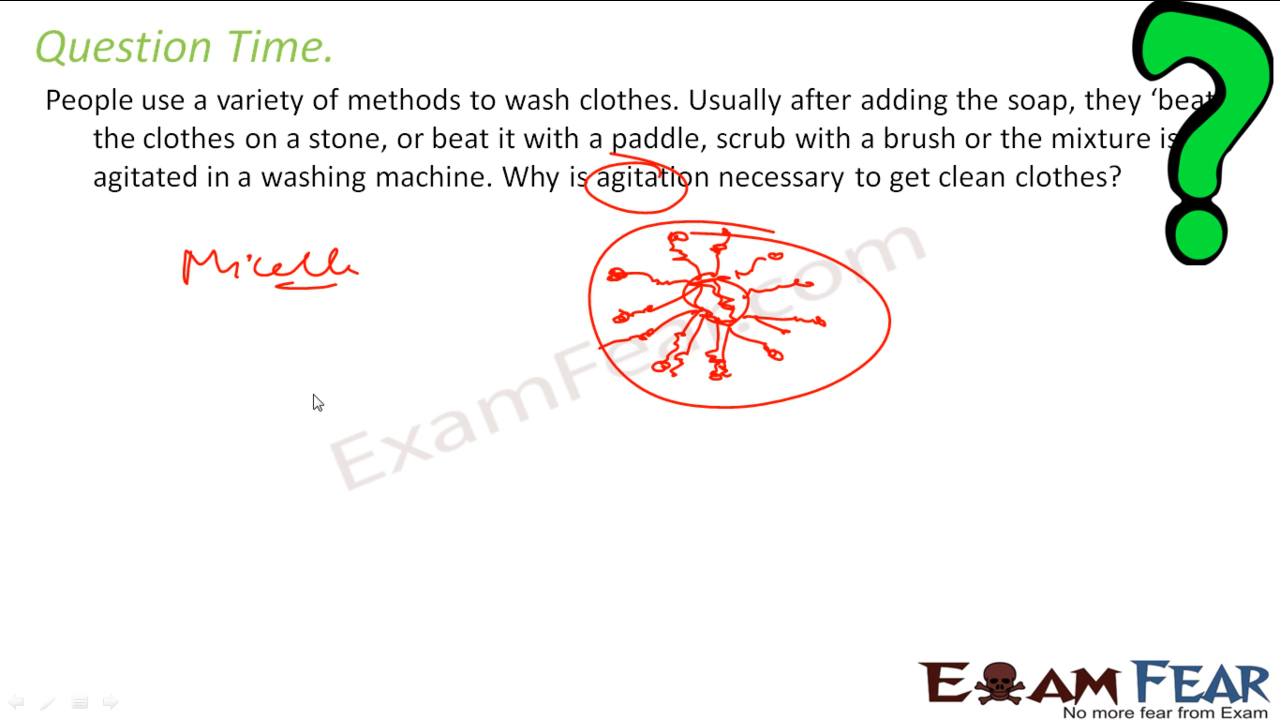 Question Time.
People use a variety of methods to wash clothes. Usually after adding the soap, they ‘beat
the clothes on a stone, or beat it with a paddle, scrub with a brush or the mixture is
agitated in a washing machine. Why is agitation necessary to get clean clothes?
Micelle
ExamFear.com
EXAM FEAR
No more fear from Exam